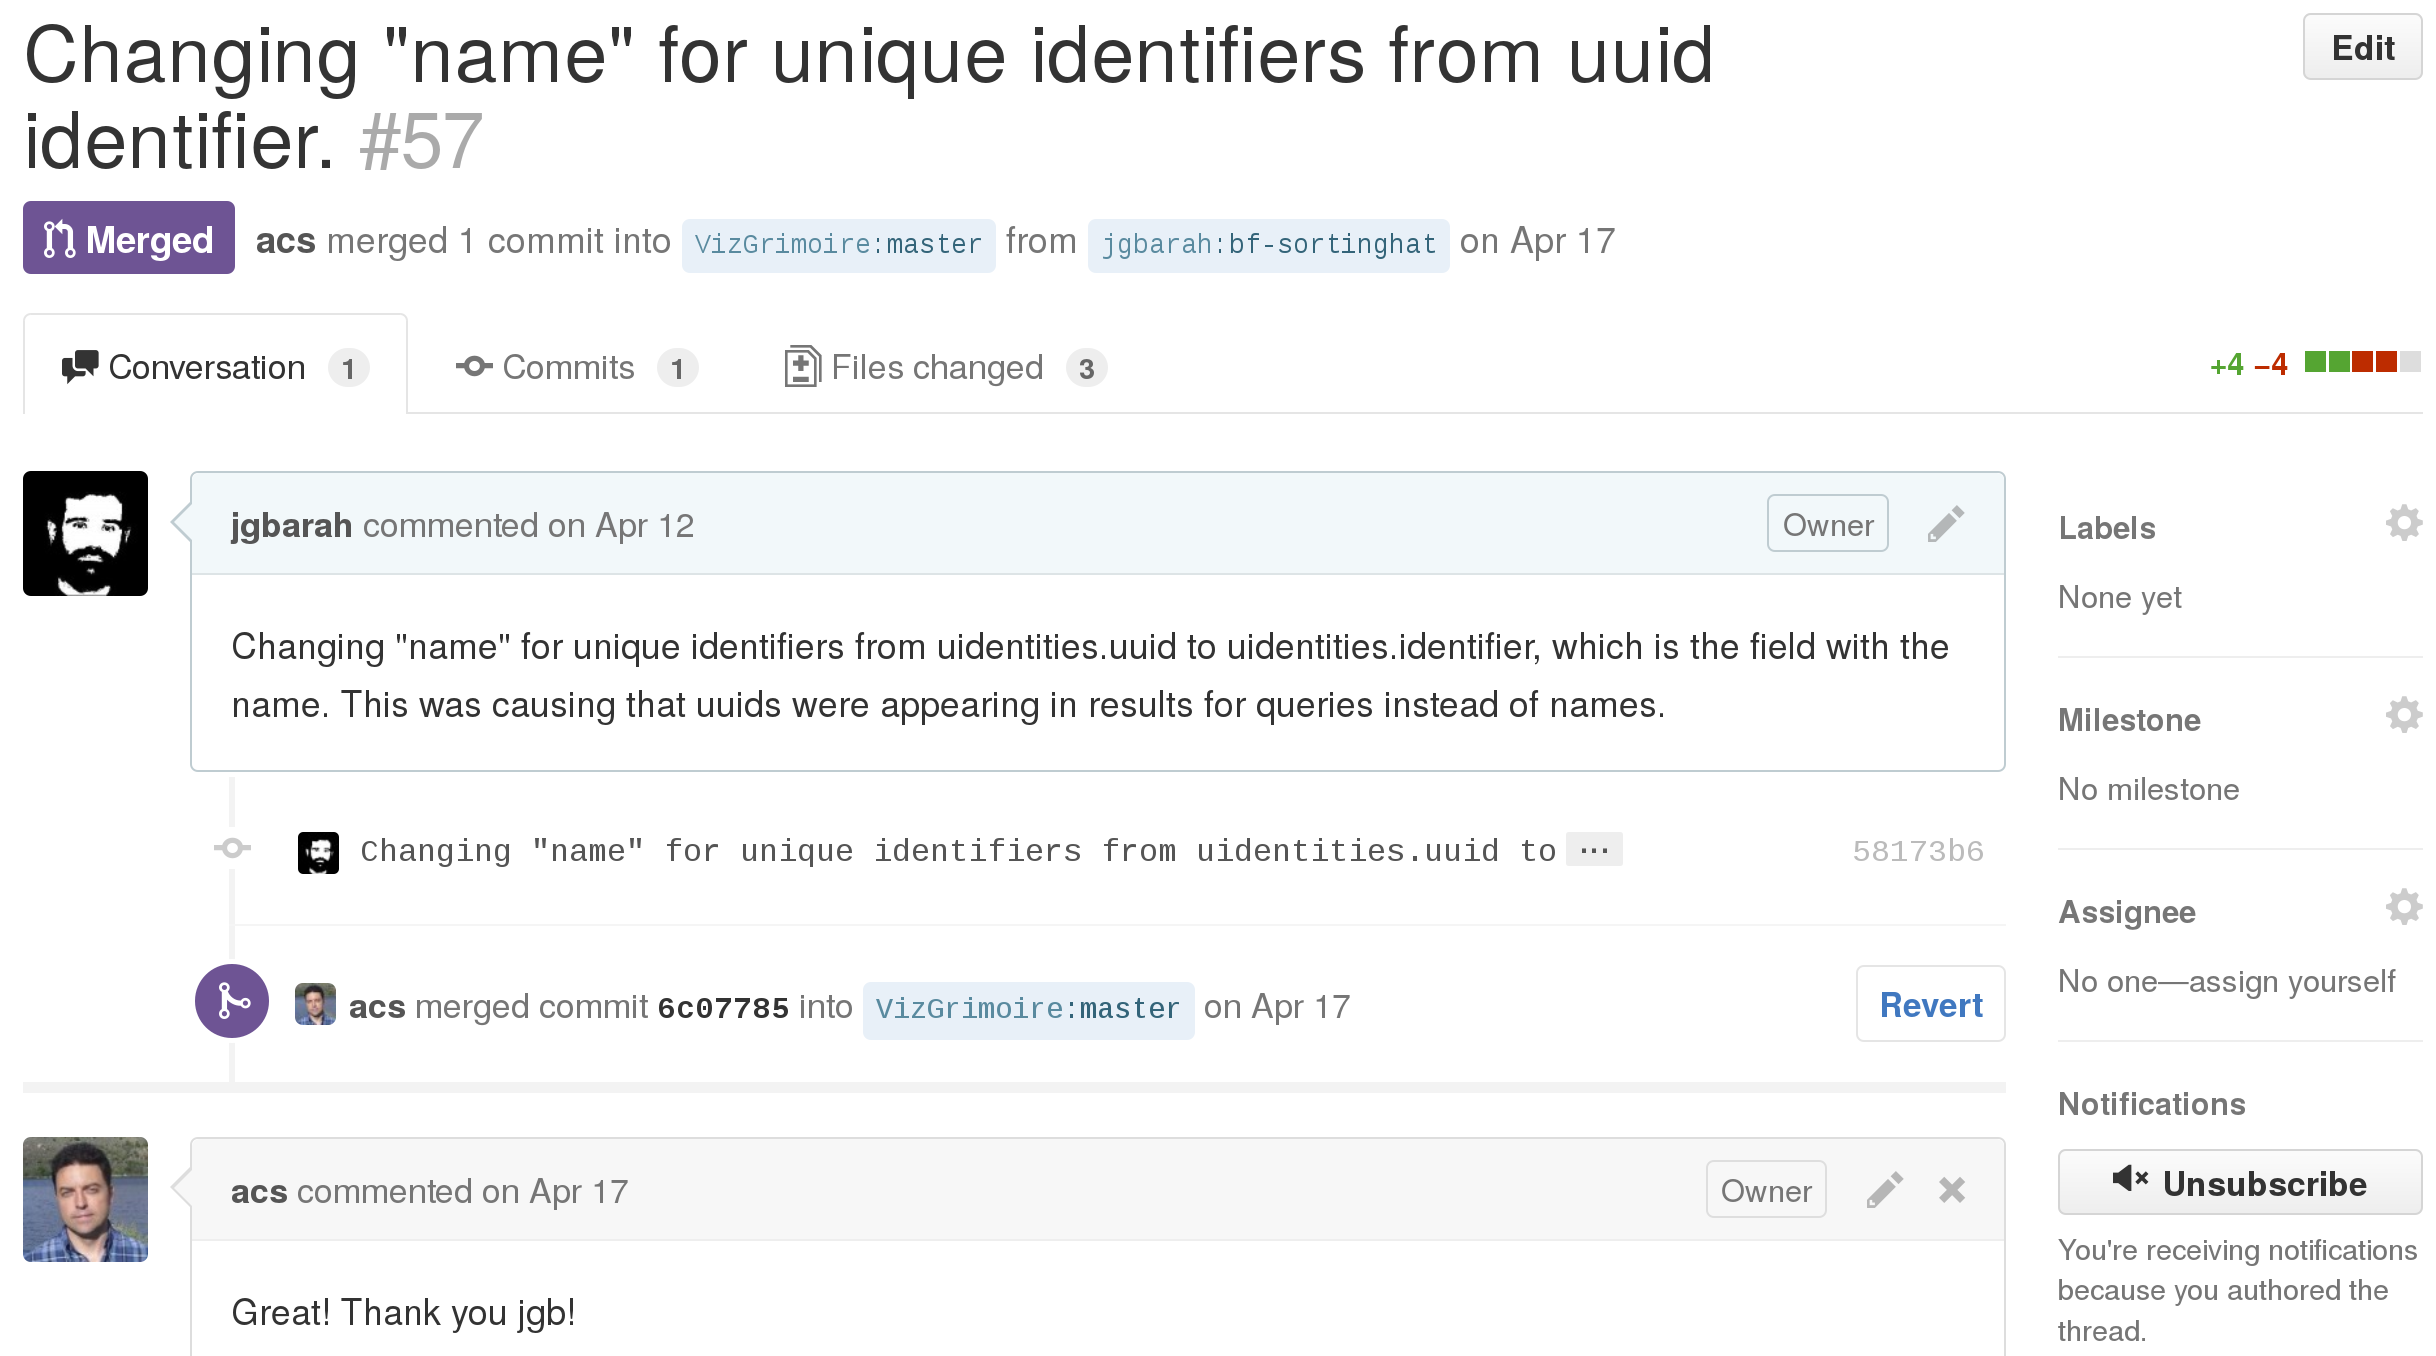 Changing "name" for unique identifiers from uuid
identifier. #57
Edit
Merged acs merged 1 commit into VizGrimoire:master from jgbarah:bf-sortinghat on Apr 17
Conversation 1 Commits 1 Files changed 3 +4 −4
jgbarah commented on Apr 12 Owner
Changing "name" for unique identifiers from uidentities.uuid to uidentities.identifier, which is the field with the
name. This was causing that uuids were appearing in results for queries instead of names.
Changing "name" for unique identifiers from uidentities.uuid to ... 58173b6
acs merged commit 6c07785 into VizGrimoire:master on Apr 17 Revert
acs commented on Apr 17 Owner
Great! Thank you jgb!
Labels
None yet
Milestone
No milestone
Assignee
No one—assign yourself
Notifications
Unsubscribe
You're receiving notifications
because you authored the
thread.